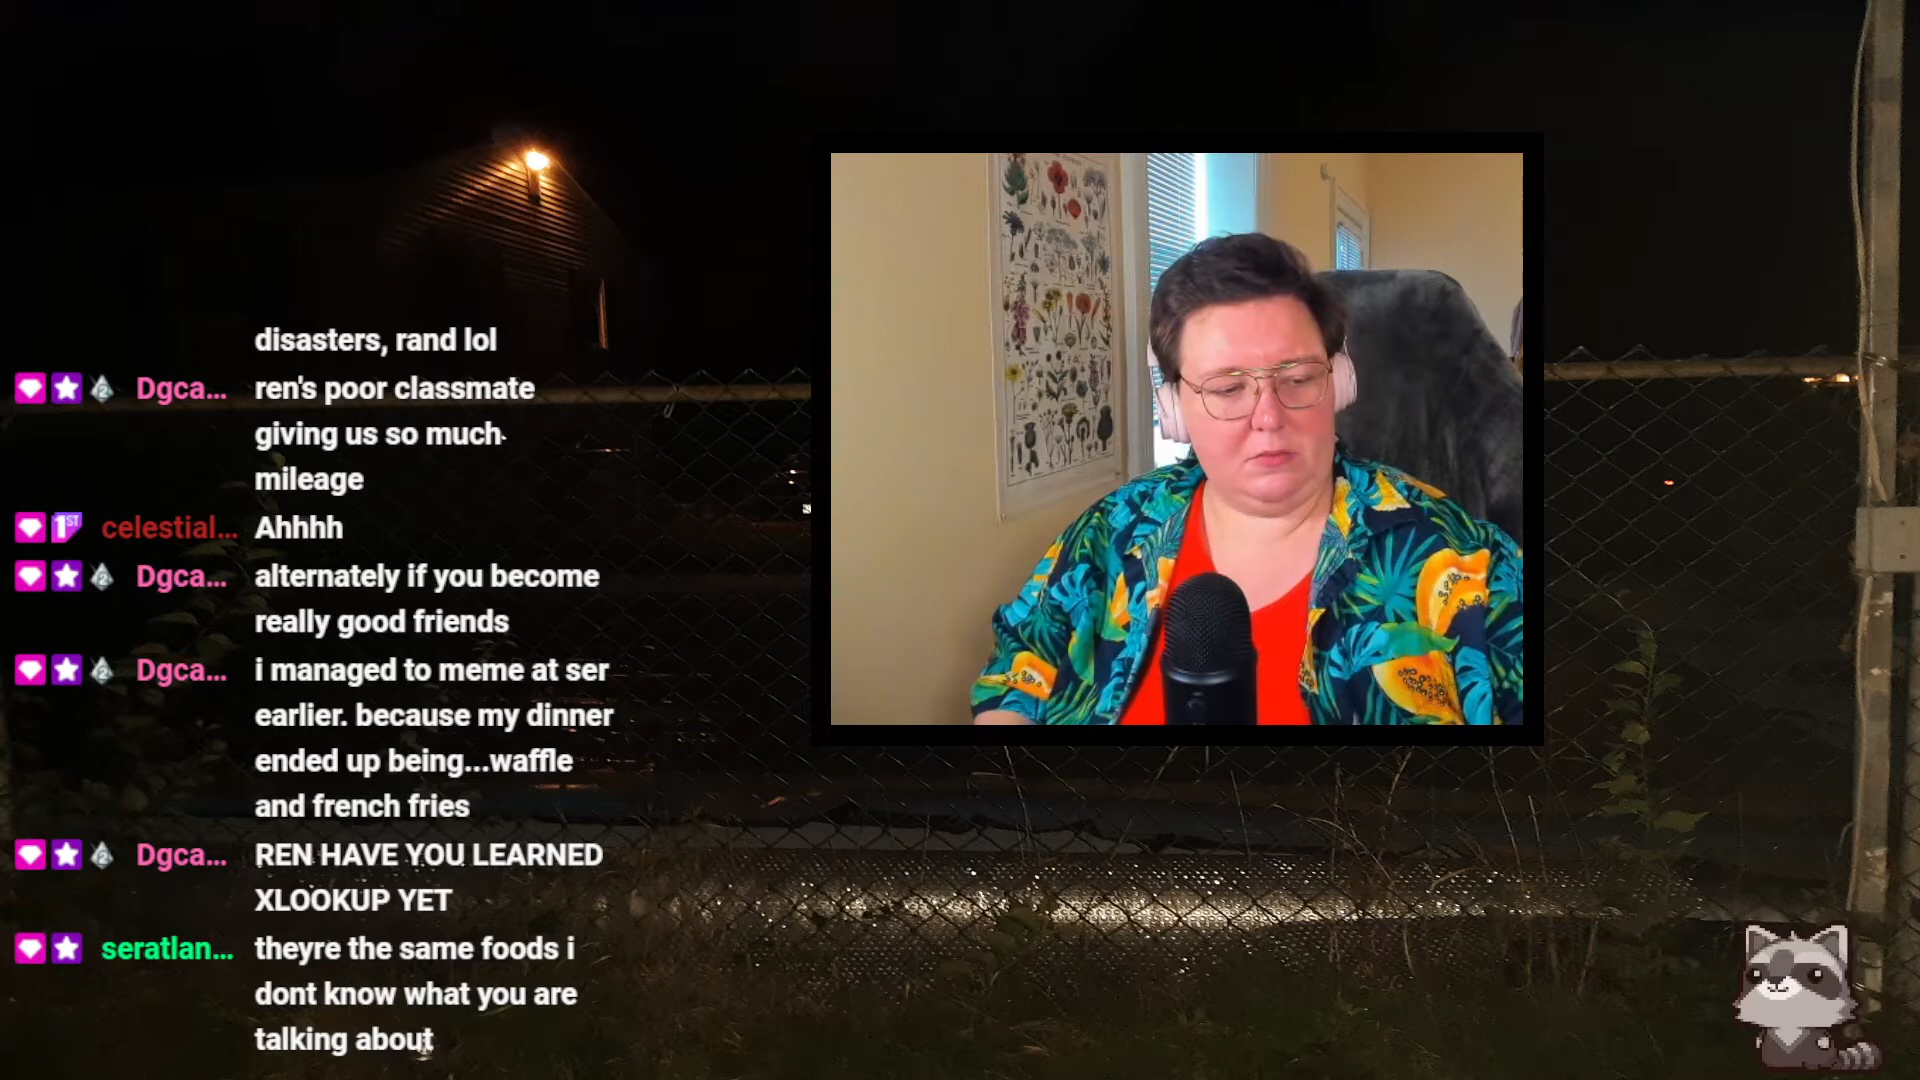 disasters, rand lol
Dgca... ren's poor classmate
giving us so much
mileage
1ST celestial... Ahhhh
Dgca... alternately if you become
really good friends
Dgca... i managed to meme at ser
earlier. because my dinner
ended up being...waffle
and french fries
Dgca... REN HAVE YOU LEARNED
XLOOKUP YET
seratlan... theyre the same foods i
dont know what you are
talking about